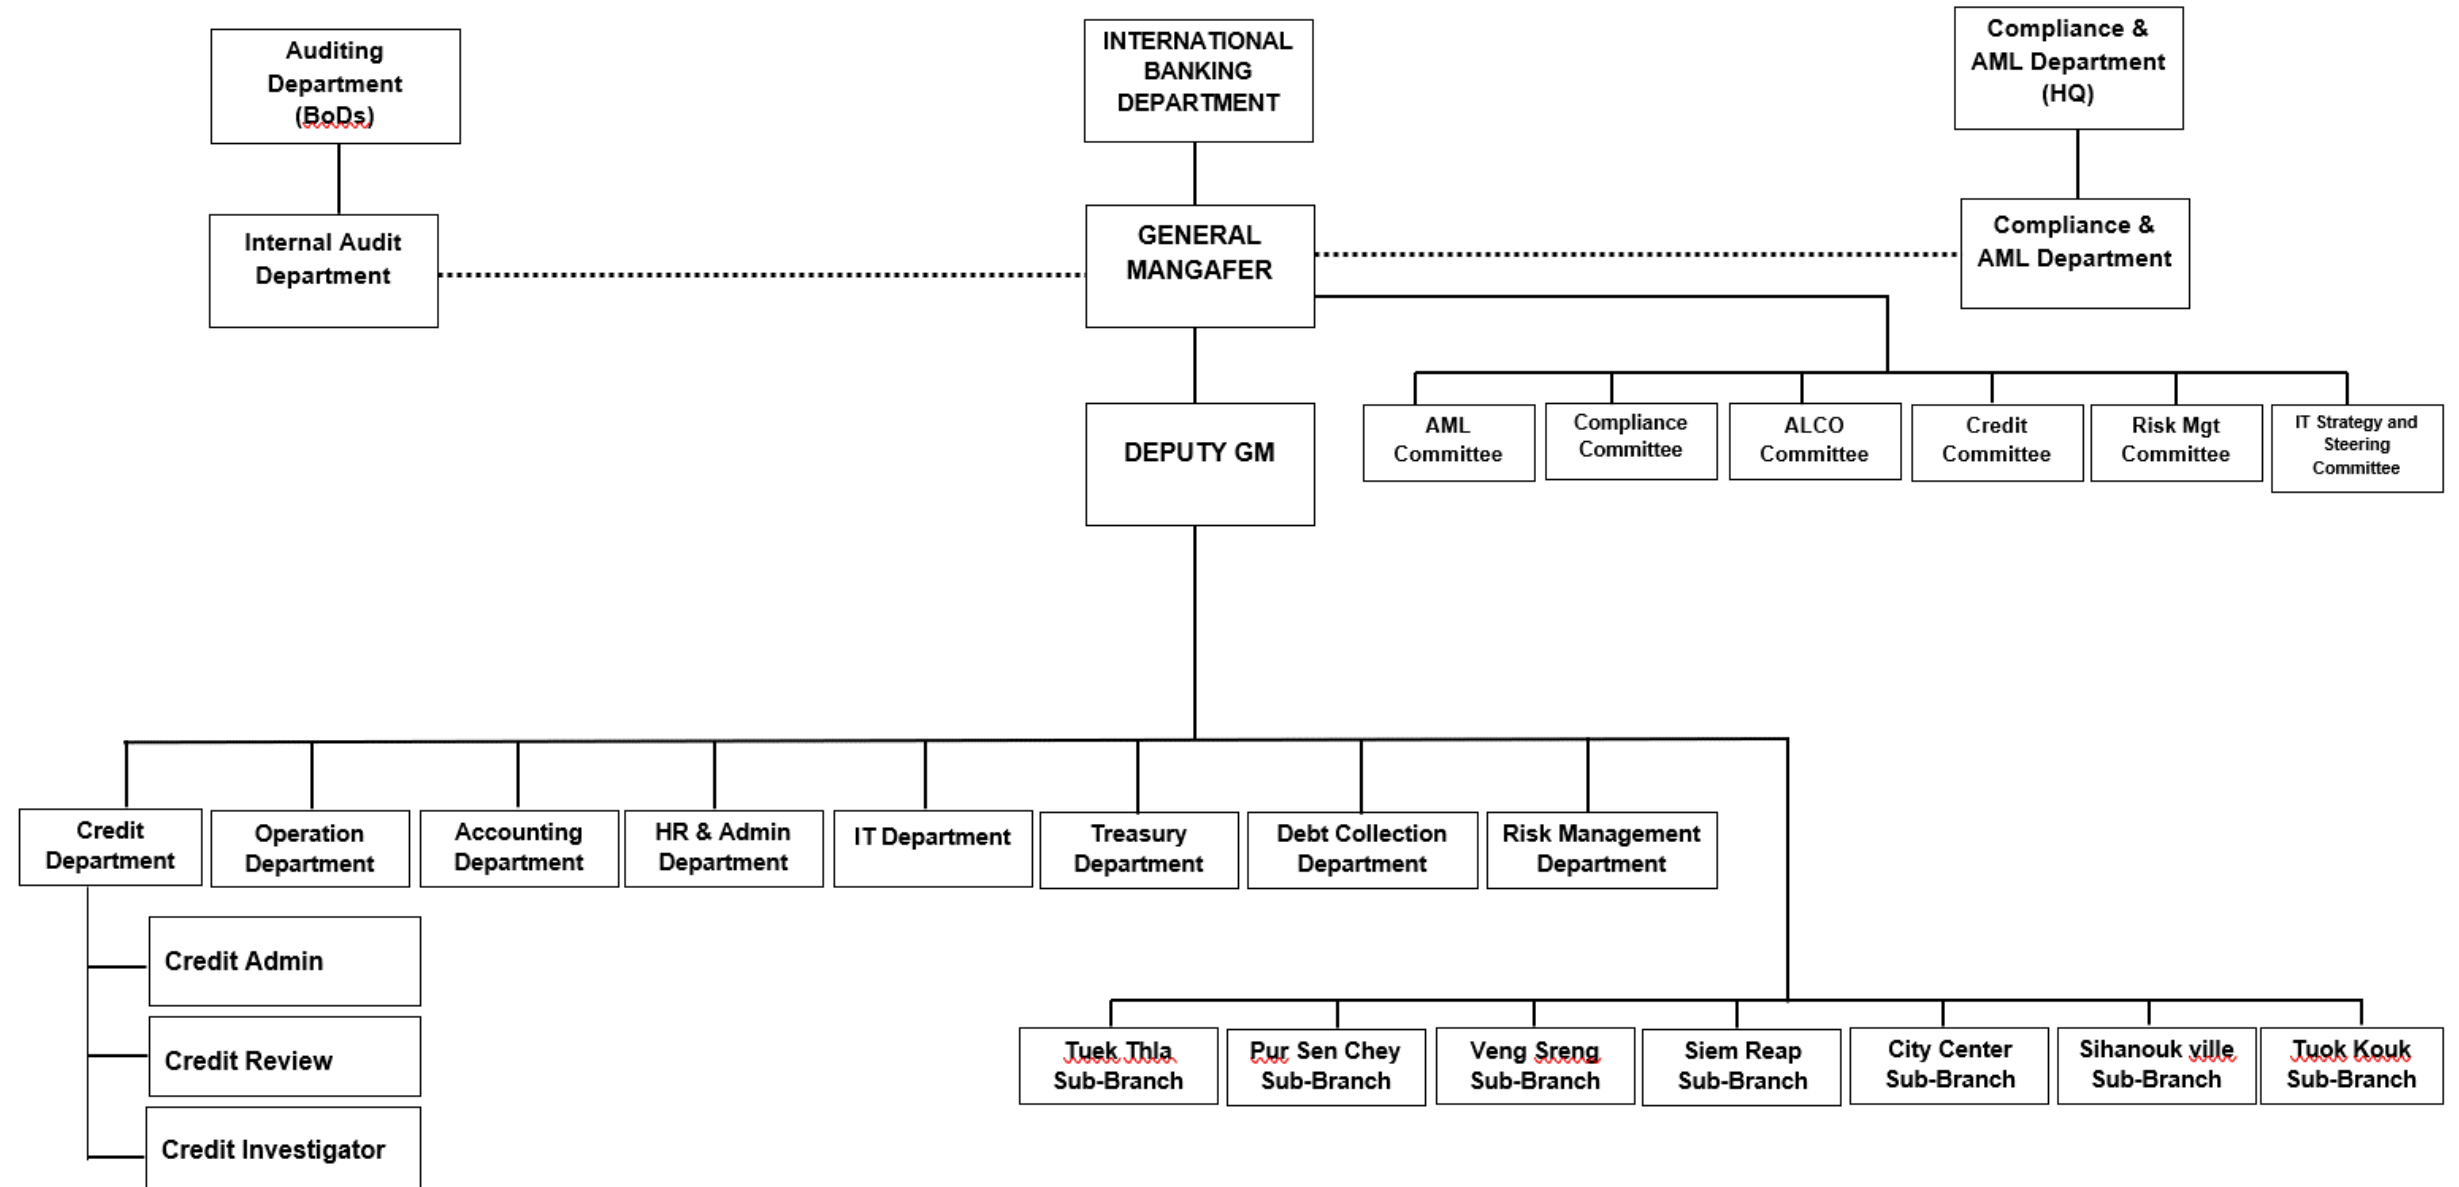 Auditing
Department
(BoDs)
INTERNATIONAL
BANKING
DEPARTMENT
Compliance &
AML Department
(HQ)
Internal Audit
Department
GENERAL
MANGAFER
Compliance &
AML Department
DEPUTY GM
AML
Committee
Compliance
Committee
ALCO
Committee
Credit
Committee
Risk Mgt
Committee
IT Strategy and
Steering
Committee
Credit
Department
Operation
Department
Accounting
Department
HR & Admin
Department
IT Department
Treasury
Department
Debt Collection
Department
Risk Management
Department
Credit Admin
Credit Review
Credit Investigator
Tuek Thla
Sub-Branch
Pur Sen Chey
Sub-Branch
Veng Sreng
Sub-Branch
Siem Reap
Sub-Branch
City Center
Sub-Branch
Sihanouk ville
Sub-Branch
Tuok Kouk
Sub-Branch